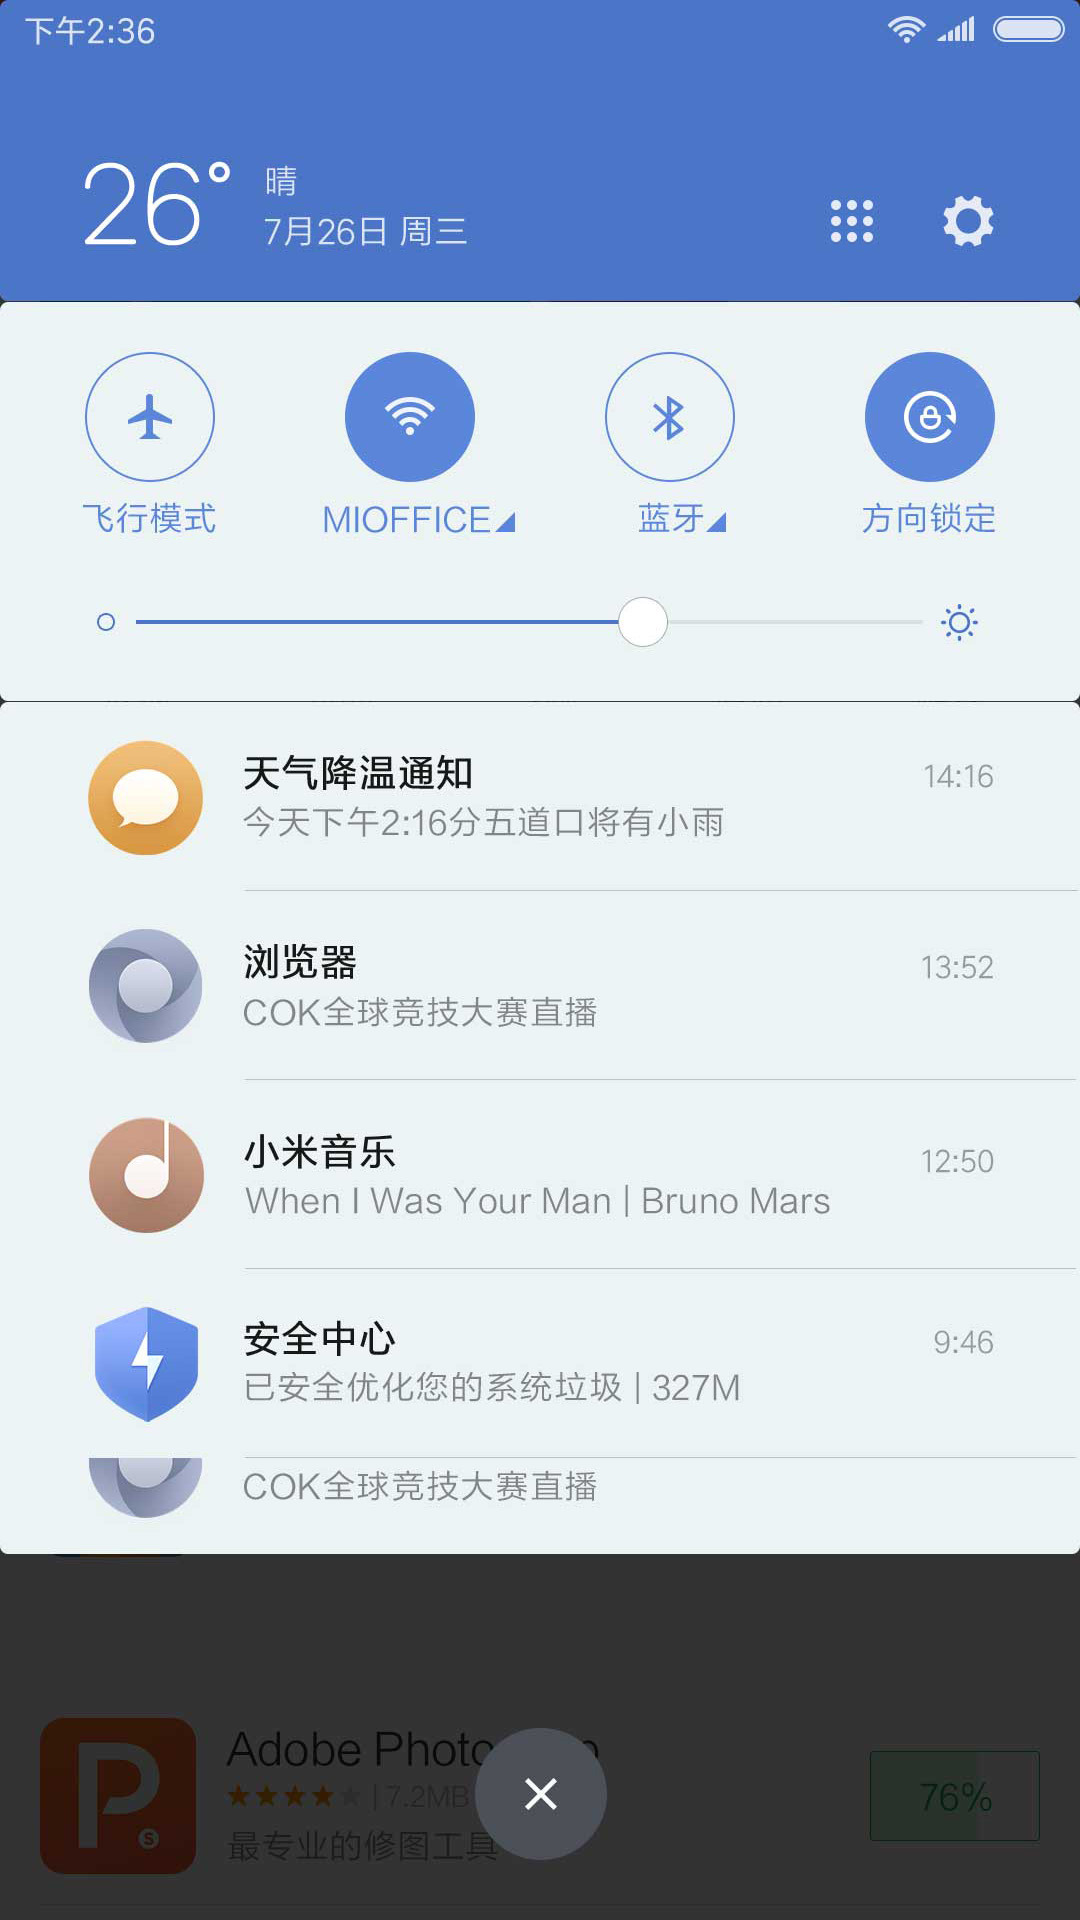 下午2:36
26°
晴
7月26日 周三
飞行模式
MIOFFICE
蓝牙
方向锁定
天气降温通知
14:16
今天下午2:16分五道口将有小雨
浏览器
13:52
COK全球竞技大赛直播
小米音乐
12:50
When I Was Your Man | Bruno Mars
安全中心
9:46
已安全优化您的系统垃圾 | 327M
COK全球竞技大赛直播
Adobe Photo
| 7.2MB
76%
最专业的修图工具